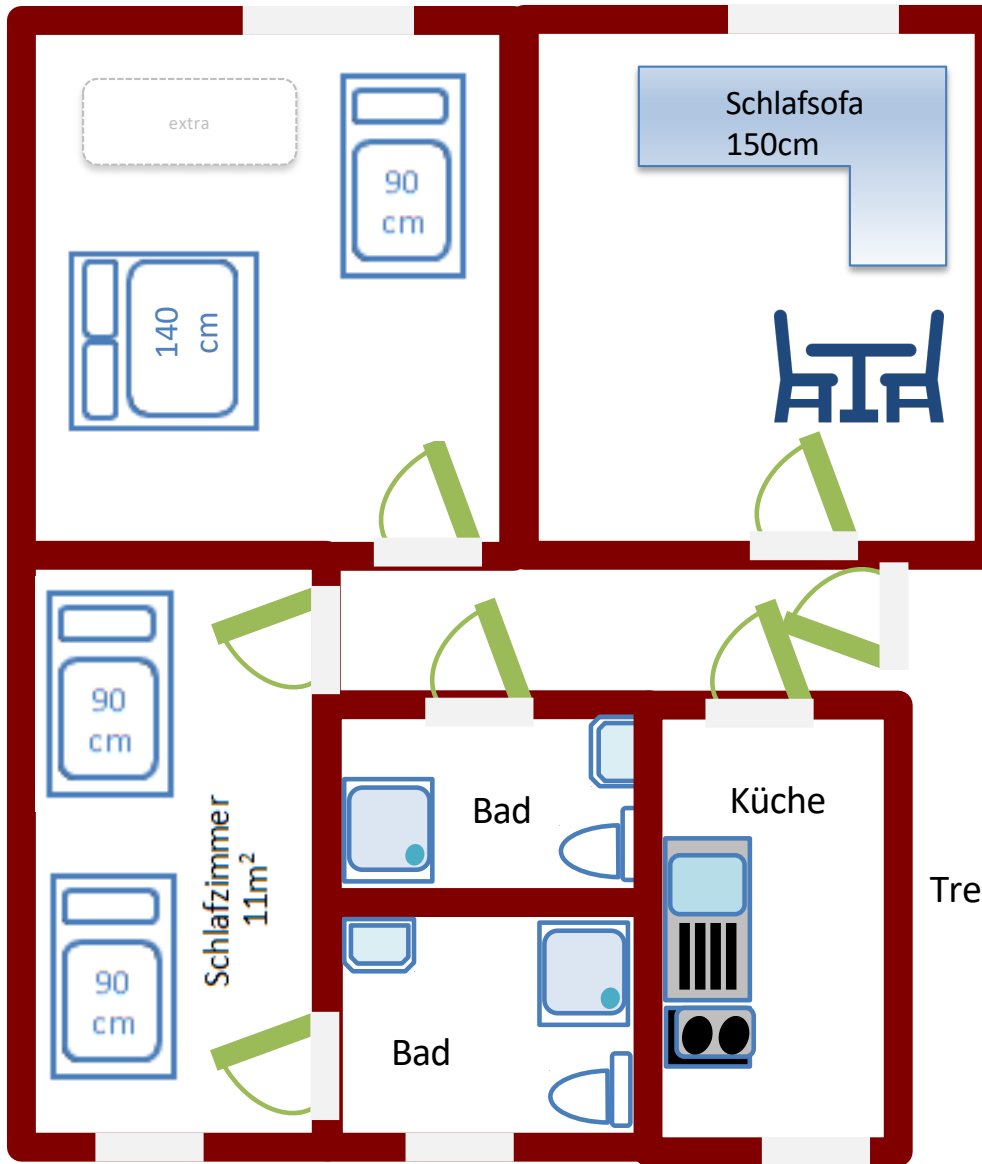 extra
90
cm
Schlafsofa
150cm
140
cm
90
cm
Schlafzimmer
11m²
Bad
Küche
Tre
90
cm
Bad